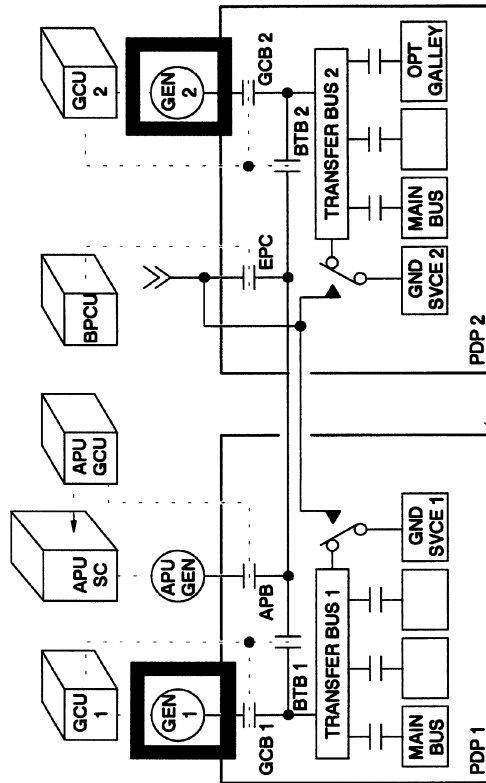 GCU
1
APU
SC
APU
GCU
BPCU
GCU
2
GEN
1
APU
GEN
GEN
2
GCB 1
APB
EPC
GCB 2
BTB 1
BTB 2
TRANSFER BUS 1
TRANSFER BUS 2
MAIN
BUS
GND
SVCE 1
GND
SVCE 2
MAIN
BUS
OPT
GALLEY
PDP 1
PDP 2